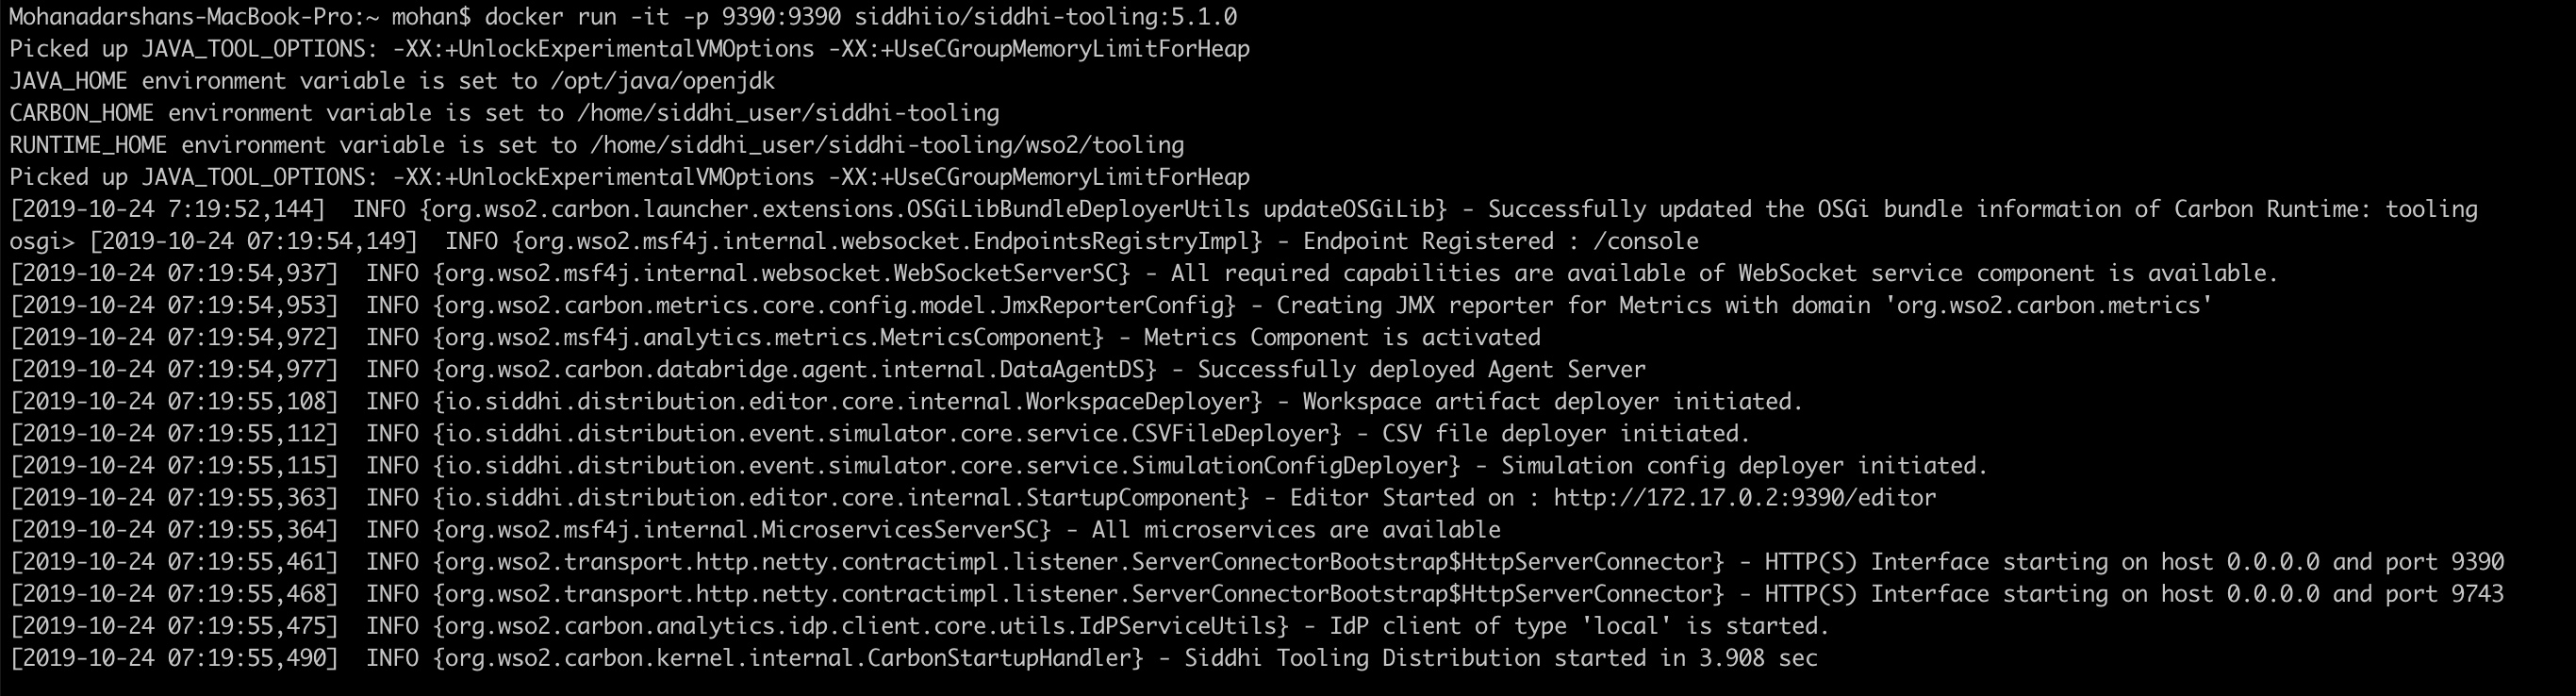 Mohanadarshans-MacBook-Pro:~ mohan$ docker run -it -p 9390:9390 siddhiio/siddhi-tooling:5.1.0
Picked up JAVA_TOOL_OPTIONS: -XX:+UnlockExperimentalVMOptions -XX:+UseCGroupMemoryLimitForHeap
JAVA_HOME environment variable is set to /opt/java/openjdk
CARBON_HOME environment variable is set to /home/siddhi_user/siddhi-tooling
RUNTIME_HOME environment variable is set to /home/siddhi_user/siddhi-tooling/wso2/tooling
Picked up JAVA_TOOL_OPTIONS: -XX:+UnlockExperimentalVMOptions -XX:+UseCGroupMemoryLimitForHeap
[2019-10-24 7:19:52,144]  INFO {org.wso2.carbon.launcher.extensions.OSGiLibBundleDeployerUtils updateOSGiLib} - Successfully updated the OSGi bundle information of Carbon Runtime: tooling
osgi> [2019-10-24 07:19:54,149]  INFO {org.wso2.msf4j.internal.websocket.EndpointsRegistryImpl} - Endpoint Registered : /console
[2019-10-24 07:19:54,937]  INFO {org.wso2.msf4j.internal.websocket.WebSocketServerSC} - All required capabilities are available of WebSocket service component is available.
[2019-10-24 07:19:54,953]  INFO {org.wso2.carbon.metrics.core.config.model.JmxReporterConfig} - Creating JMX reporter for Metrics with domain 'org.wso2.carbon.metrics'
[2019-10-24 07:19:54,972]  INFO {org.wso2.msf4j.analytics.metrics.MetricsComponent} - Metrics Component is activated
[2019-10-24 07:19:54,977]  INFO {org.wso2.carbon.databridge.agent.internal.DataAgentDS} - Successfully deployed Agent Server
[2019-10-24 07:19:55,108]  INFO {io.siddhi.distribution.editor.core.internal.WorkspaceDeployer} - Workspace artifact deployer initiated.
[2019-10-24 07:19:55,112]  INFO {io.siddhi.distribution.event.simulator.core.service.CSVFileDeployer} - CSV file deployer initiated.
[2019-10-24 07:19:55,115]  INFO {io.siddhi.distribution.event.simulator.core.service.SimulationConfigDeployer} - Simulation config deployer initiated.
[2019-10-24 07:19:55,363]  INFO {io.siddhi.distribution.editor.core.internal.StartupComponent} - Editor Started on : http://172.17.0.2:9390/editor
[2019-10-24 07:19:55,364]  INFO {org.wso2.msf4j.internal.MicroservicesServerSC} - All microservices are available
[2019-10-24 07:19:55,461]  INFO {org.wso2.transport.http.netty.contractimpl.listener.ServerConnectorBootstrap$HttpServerConnector} - HTTP(S) Interface starting on host 0.0.0.0 and port 9390
[2019-10-24 07:19:55,468]  INFO {org.wso2.transport.http.netty.contractimpl.listener.ServerConnectorBootstrap$HttpServerConnector} - HTTP(S) Interface starting on host 0.0.0.0 and port 9743
[2019-10-24 07:19:55,475]  INFO {org.wso2.carbon.analytics.idp.client.core.utils.IdPServiceUtils} - IdP client of type 'local' is started.
[2019-10-24 07:19:55,490]  INFO {org.wso2.carbon.kernel.internal.CarbonStartupHandler} - Siddhi Tooling Distribution started in 3.908 sec